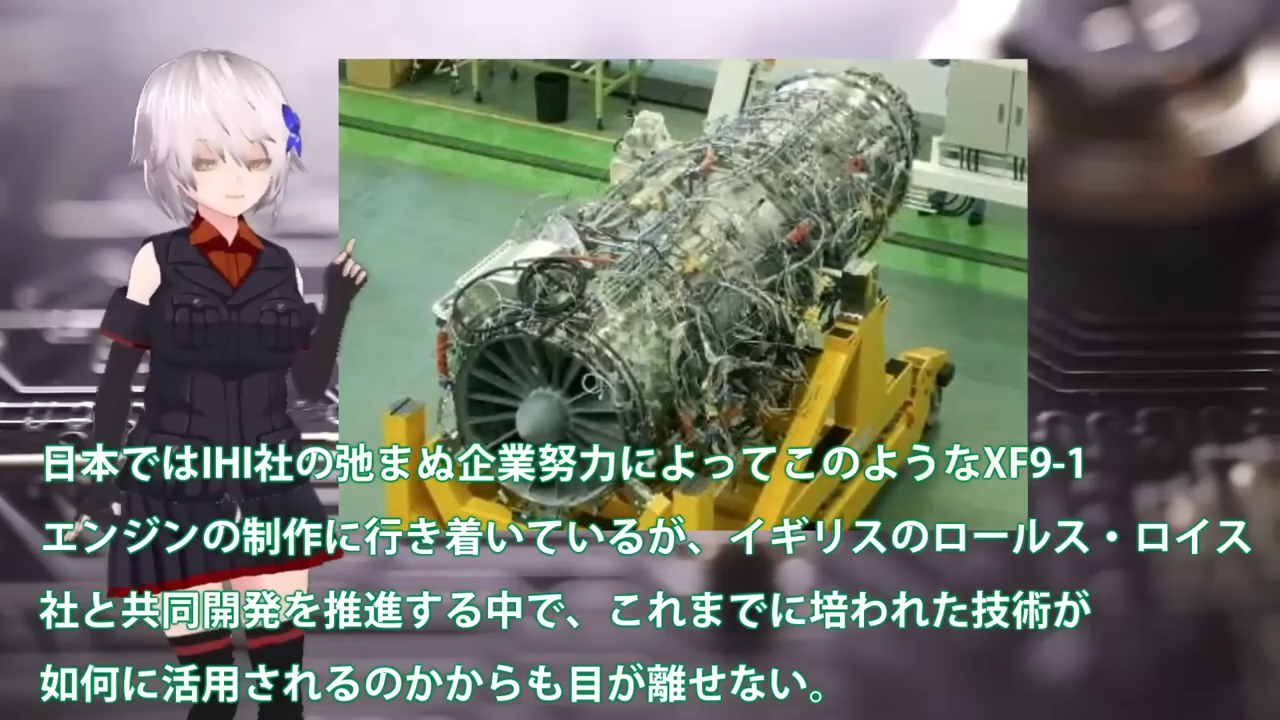 日本ではIHI社の弛まぬ企業努力によってこのようなXF9-1
エンジンの制作に行き着いているが、イギリスのロールス・ロイス
社と共同開発を推進する中で、これまでに培われた技術が
如何に活用されるのかからも目が離せない。